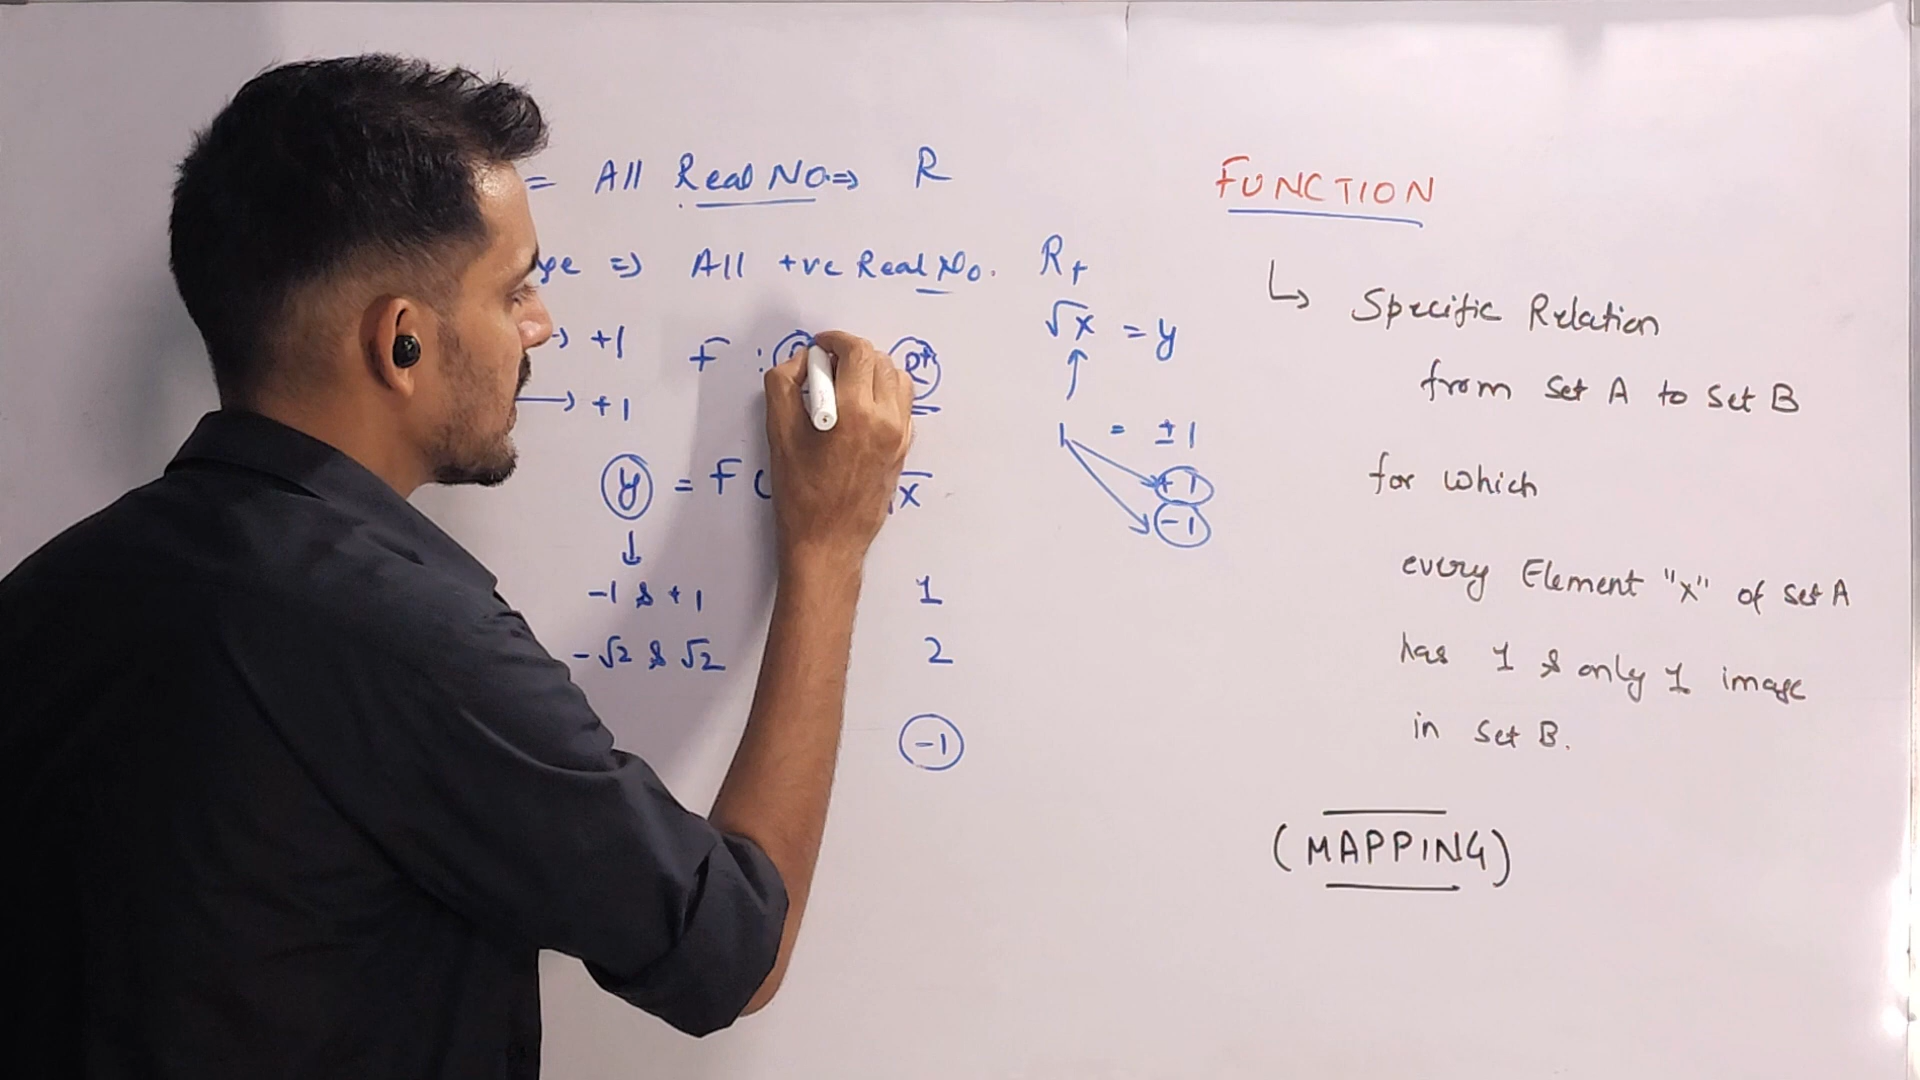 = All Real No. => R
=> All +ve Real No. R+
√x = y
→ +1
F : R+
→ +1
1 = ±1
+1
-1
y = F ( √x
↓
-1 & +1 1
-√2 & √2 2
-1
FUNCTION
↳ Specific Relation
from Set A to Set B
for which
every Element "x" of Set A
has 1 & only 1 image
in Set B.
(MAPPING)